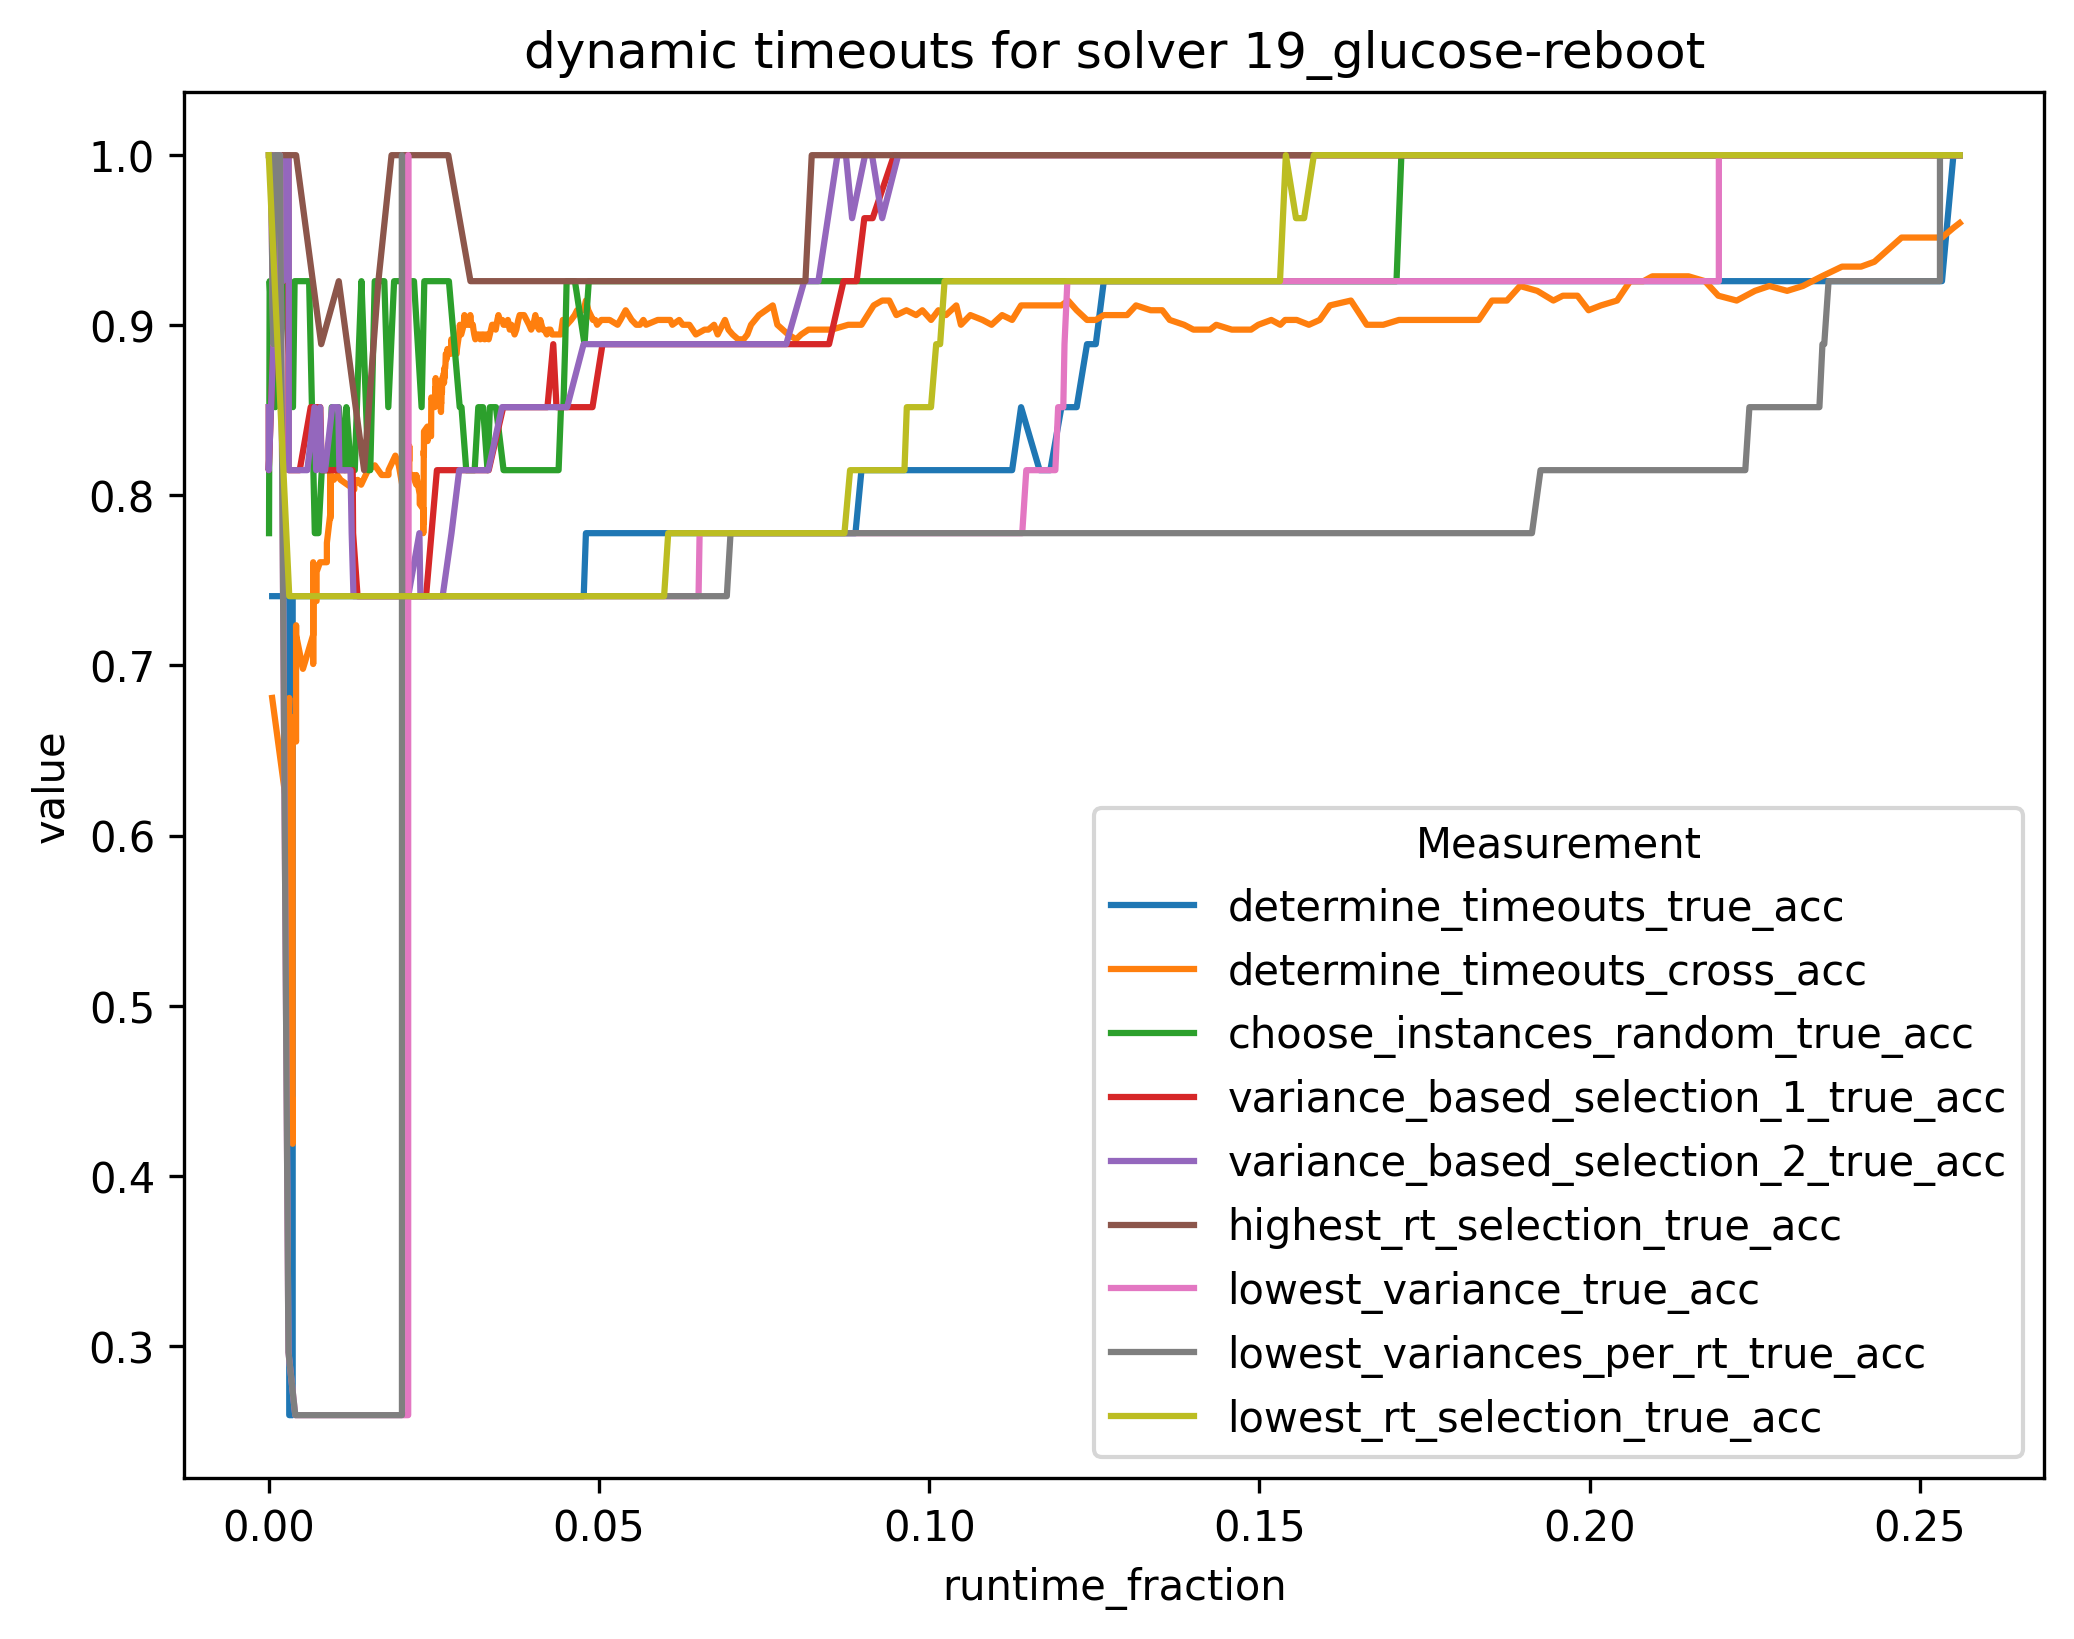 dynamic timeouts for solver 19_glucose-reboot
1.0
0.9
0.8
0.7
0.6
0.5
0.4
0.3
value
0.00 0.05 0.10 0.15 0.20 0.25
runtime_fraction
Measurement
determine_timeouts_true_acc
determine_timeouts_cross_acc
choose_instances_random_true_acc
variance_based_selection_1_true_acc
variance_based_selection_2_true_acc
highest_rt_selection_true_acc
lowest_variance_true_acc
lowest_variances_per_rt_true_acc
lowest_rt_selection_true_acc